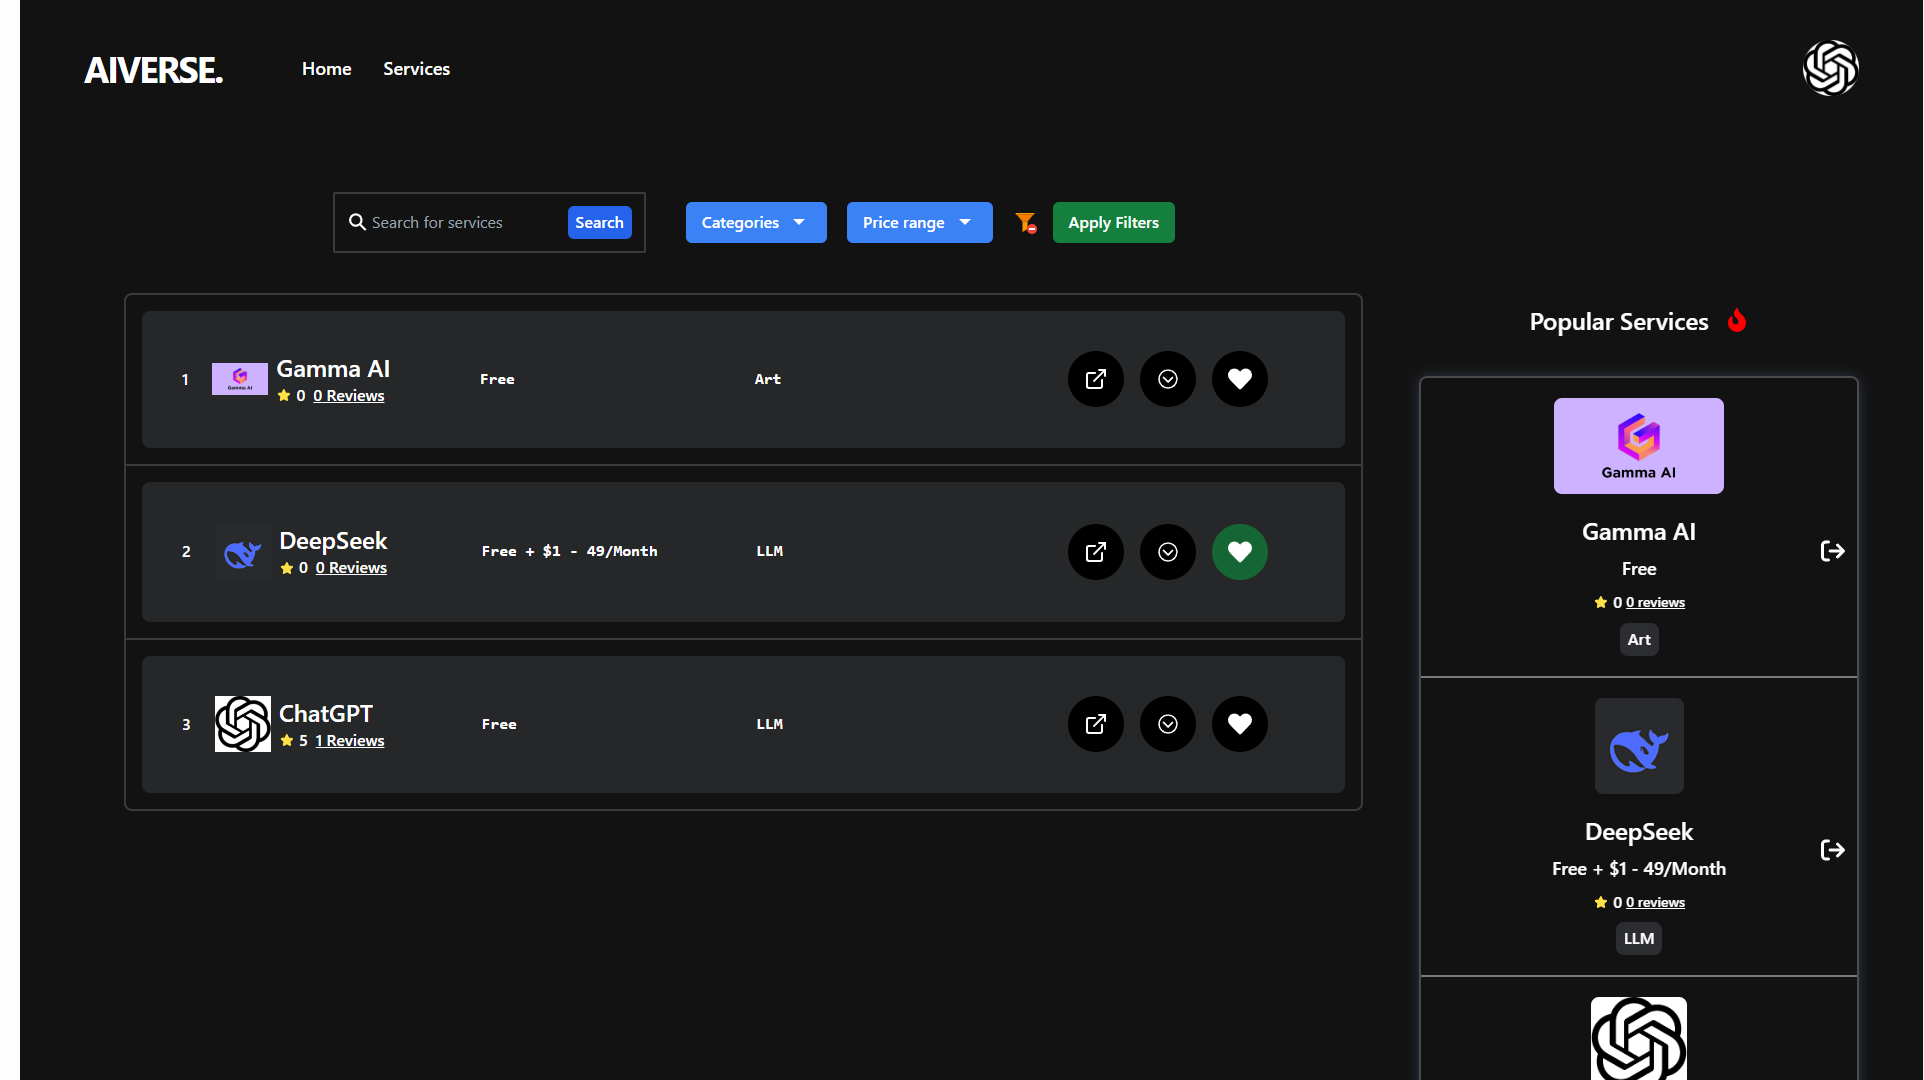 AIVERSE.
Home
Services
Search for services
Search
Categories
Price range
Apply Filters
1
Gamma AI
Gamma AI
0 0 Reviews
Free
Art
2
DeepSeek
0 0 Reviews
Free + $1 - 49/Month
LLM
3
ChatGPT
5 1 Reviews
Free
LLM
Popular Services
Gamma AI
Gamma AI
Free
0 0 reviews
Art
DeepSeek
Free + $1 - 49/Month
0 0 reviews
LLM